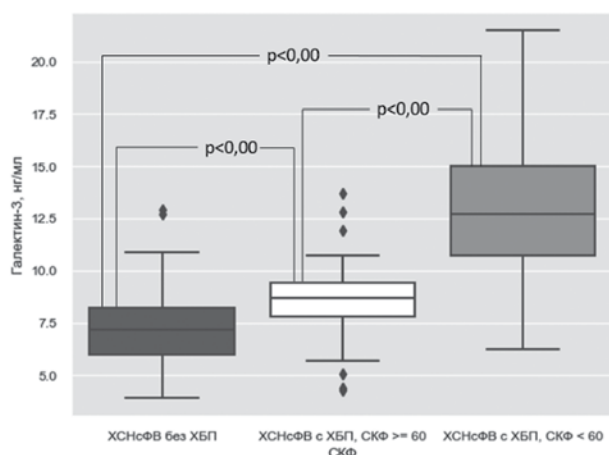 p<0,00
p<0,00
p<0,00
Галектин-3, нг/мл
20.0
17.5
15.0
12.5
10.0
7.5
5.0
ХСНсФВ без ХБП
ХСНсФВ с ХБП, СКФ >= 60
СКФ
ХСНсФВ с ХБП, СКФ < 60